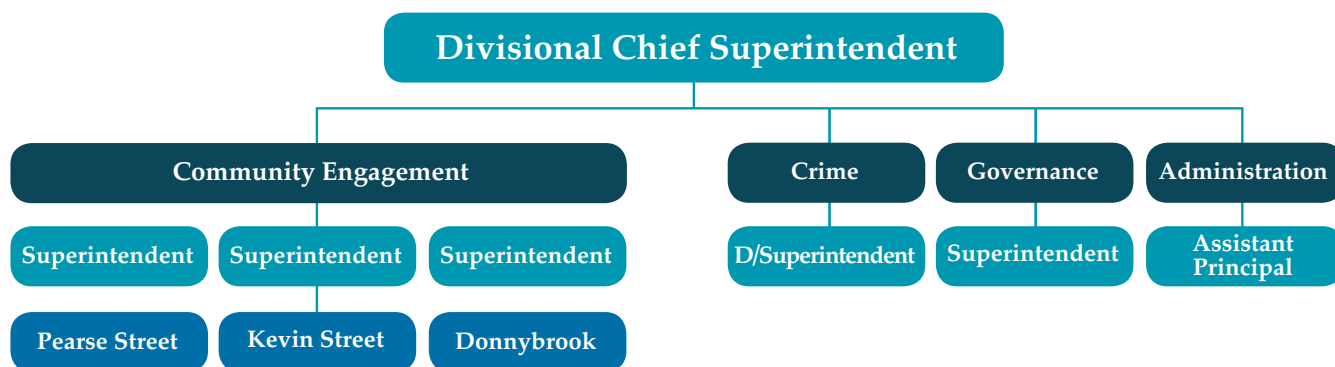 Divisional Chief Superintendent
Community Engagement
Crime
Governance
Administration
Superintendent
Superintendent
Superintendent
D/Superintendent
Superintendent
Assistant
Principal
Pearse Street
Kevin Street
Donnybrook